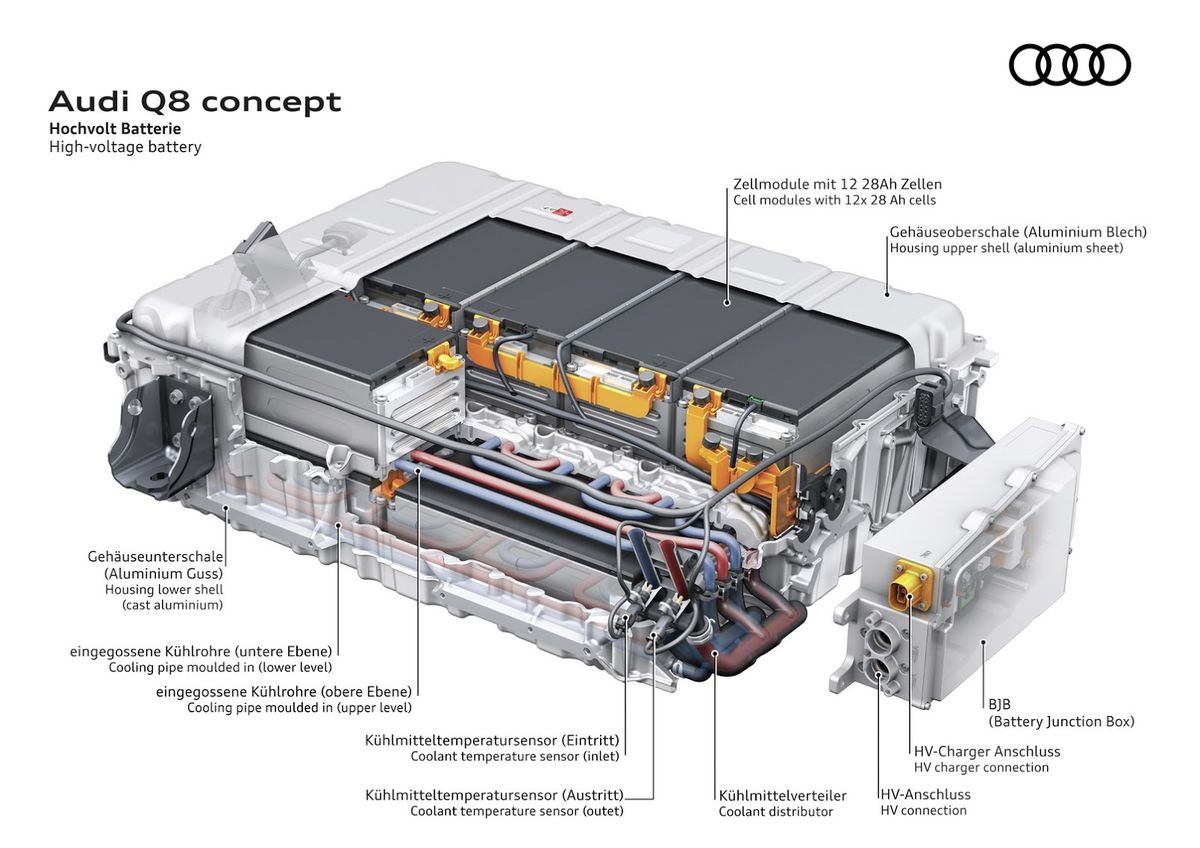 Audi Q8 concept
Hochvolt Batterie
High-voltage battery
Zellmodule mit 12 28Ah Zellen
Cell modules with 12x 28 Ah cells
Gehäuseoberschale (Aluminium Blech)
Housing upper shell (aluminium sheet)
Gehäuseunterschale
(Aluminium Guss)
Housing lower shell
(cast aluminium)
eingegossene Kühlrohre (untere Ebene)
Cooling pipe moulded in (lower level)
eingegossene Kühlrohre (obere Ebene)
Cooling pipe moulded in (upper level)
Kühlmitteltemperatursensor (Eintritt)
Coolant temperature sensor (inlet)
Kühlmitteltemperatursensor (Austritt)
Coolant temperature sensor (outet)
Kühlmittelverteiler
Coolant distributor
BJB
(Battery Junction Box)
HV-Charger Anschluss
HV charger connection
HV-Anschluss
HV connection